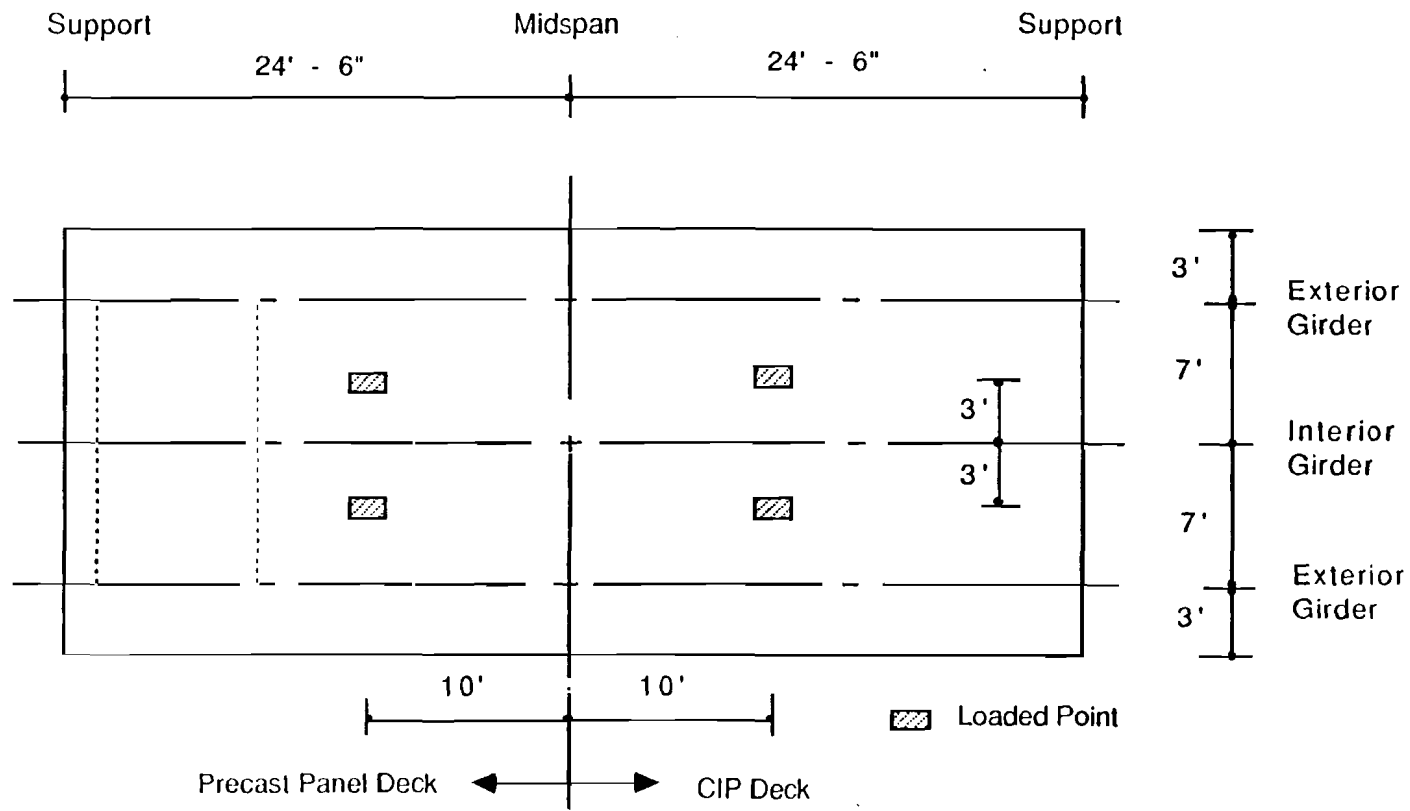 Support Midspan Support
24' - 6" 24' - 6"
3'
Exterior
Girder
7'
3'
Interior
Girder
3'
7'
Exterior
Girder
3'
10' 10'
Loaded Point
Precast Panel Deck CIP Deck